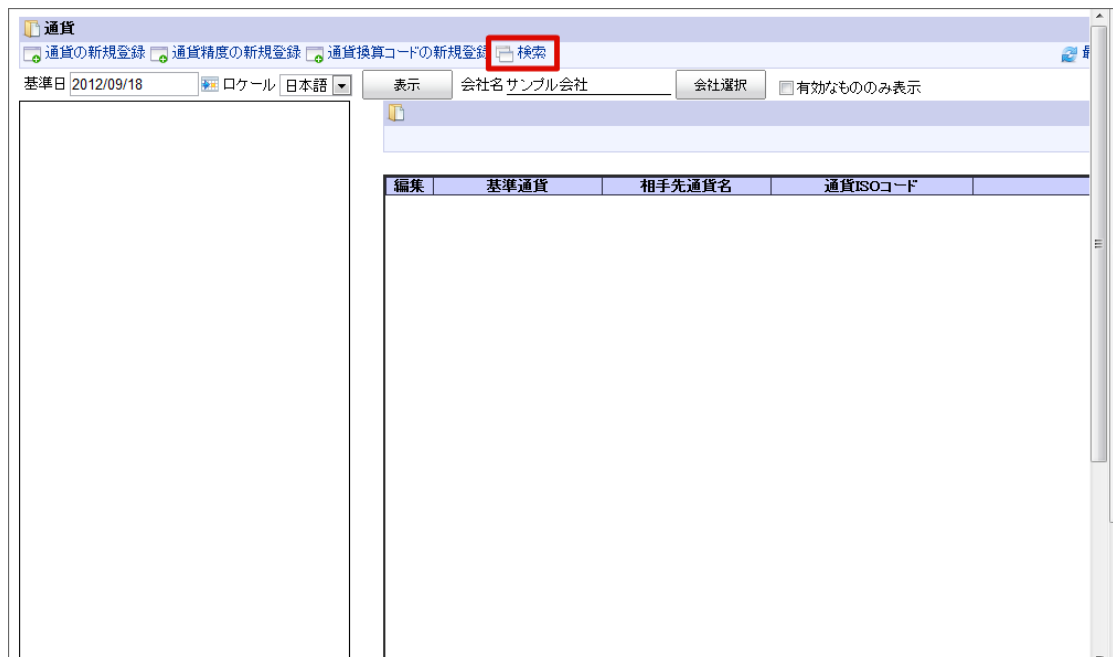 通貨
通貨の新規登録 通貨精度の新規登録 通貨換算コードの新規登録 検索
基準日 2012/09/18 ロケール 日本語 表示 会社名 サンプル会社 会社選択 有効なもののみ表示
編集 基準通貨 相手先通貨名 通貨ISOコード